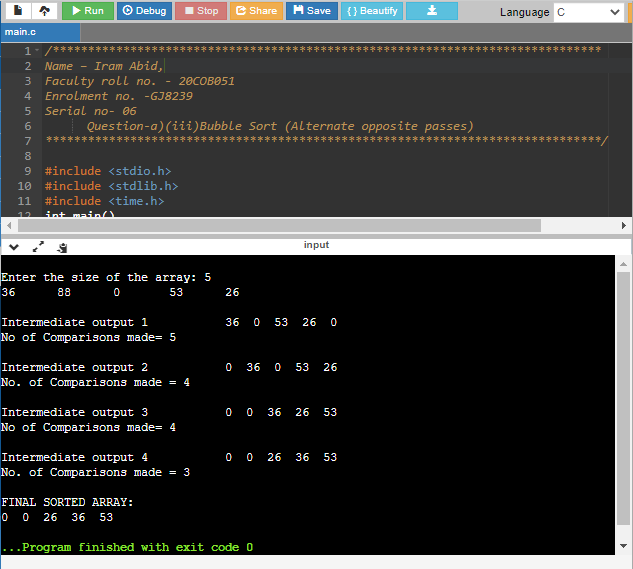 Run Debug Stop Share Save { } Beautify Language C
main.c
1 /******************************************************************************
2 Name – Iram Abid,
3 Faculty roll no. - 20COB051
4 Enrolment no. -GJ8239
5 Serial no- 06
6 Question-a)(iii)Bubble Sort (Alternate opposite passes)
7 *******************************************************************************/
8
9 #include <stdio.h>
10 #include <stdlib.h>
11 #include <time.h>
12 int main()
input
Enter the size of the array: 5
36 88 0 53 26
Intermediate output 1 36 0 53 26 0
No of Comparisons made= 5
Intermediate output 2 0 36 0 53 26
No. of Comparisons made = 4
Intermediate output 3 0 0 36 26 53
No of Comparisons made= 4
Intermediate output 4 0 0 26 36 53
No. of Comparisons made = 3
FINAL SORTED ARRAY:
0 0 26 36 53
...Program finished with exit code 0